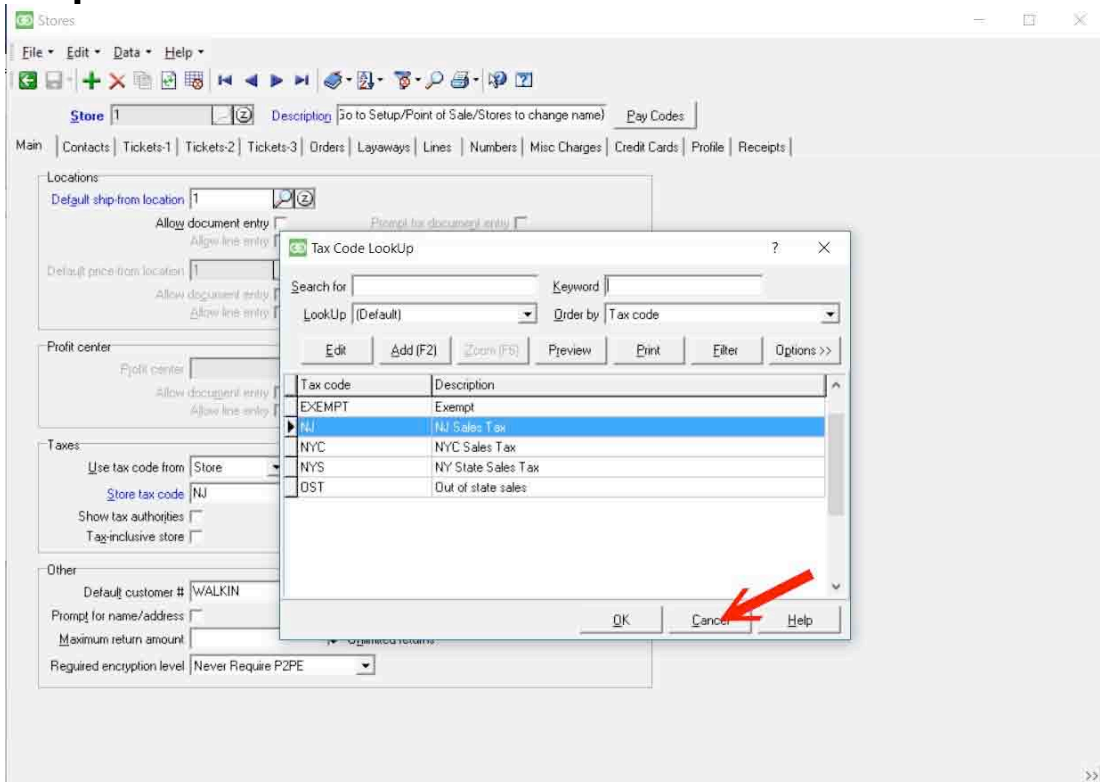 Stores
File Edit Data Help
Store 1 Description Go to Setup/Point of Sale/Stores to change name) Pay Codes
Main Contacts Tickets-1 Tickets-2 Tickets-3 Orders Layaways Lines Numbers Misc Charges Credit Cards Profile Receipts
Locations
Default ship-from location 1
Allow document entry Prompt for document entry
Allow line entry
Default price-from location 1
Allow document entry
Allow line entry
Profit center
Profit center
Allow document entry
Allow line entry
Taxes
Use tax code from Store
Store tax code NJ
Show tax authorities
Tax-inclusive store
Other
Default customer # WALKIN
Prompt for name/address
Maximum return amount Unlimited returns
Required encryption level Never Require P2PE
Tax Code LookUp ?
Search for Keyword
LookUp (Default) Order by Tax code
Edit Add (F2) Zoom (F5) Preview Print Filter Options >>
Tax code Description
EXEMPT Exempt
NJ NJ Sales Tax
NYC NYC Sales Tax
NYS NY State Sales Tax
OST Out of state sales
OK Cancel Help
>>